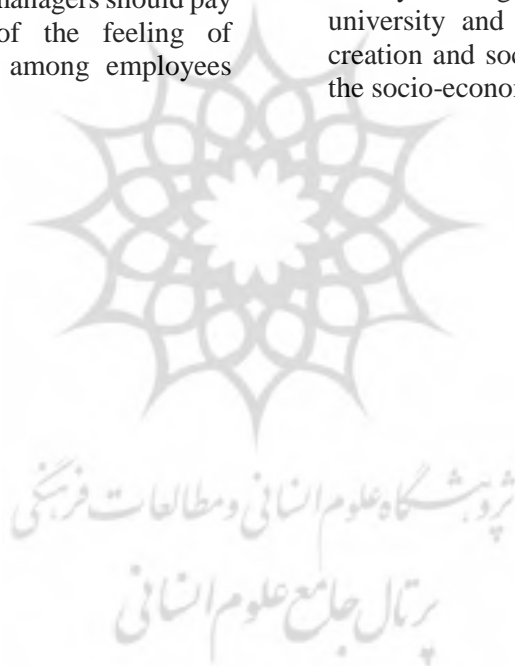 managers should pay
of the feeling of
among employees
university and
creation and soc
the socio-econom
پژوهشگاه علوم انسانی و مطالعات فرهنگی
پرتال جامع علوم انسانی